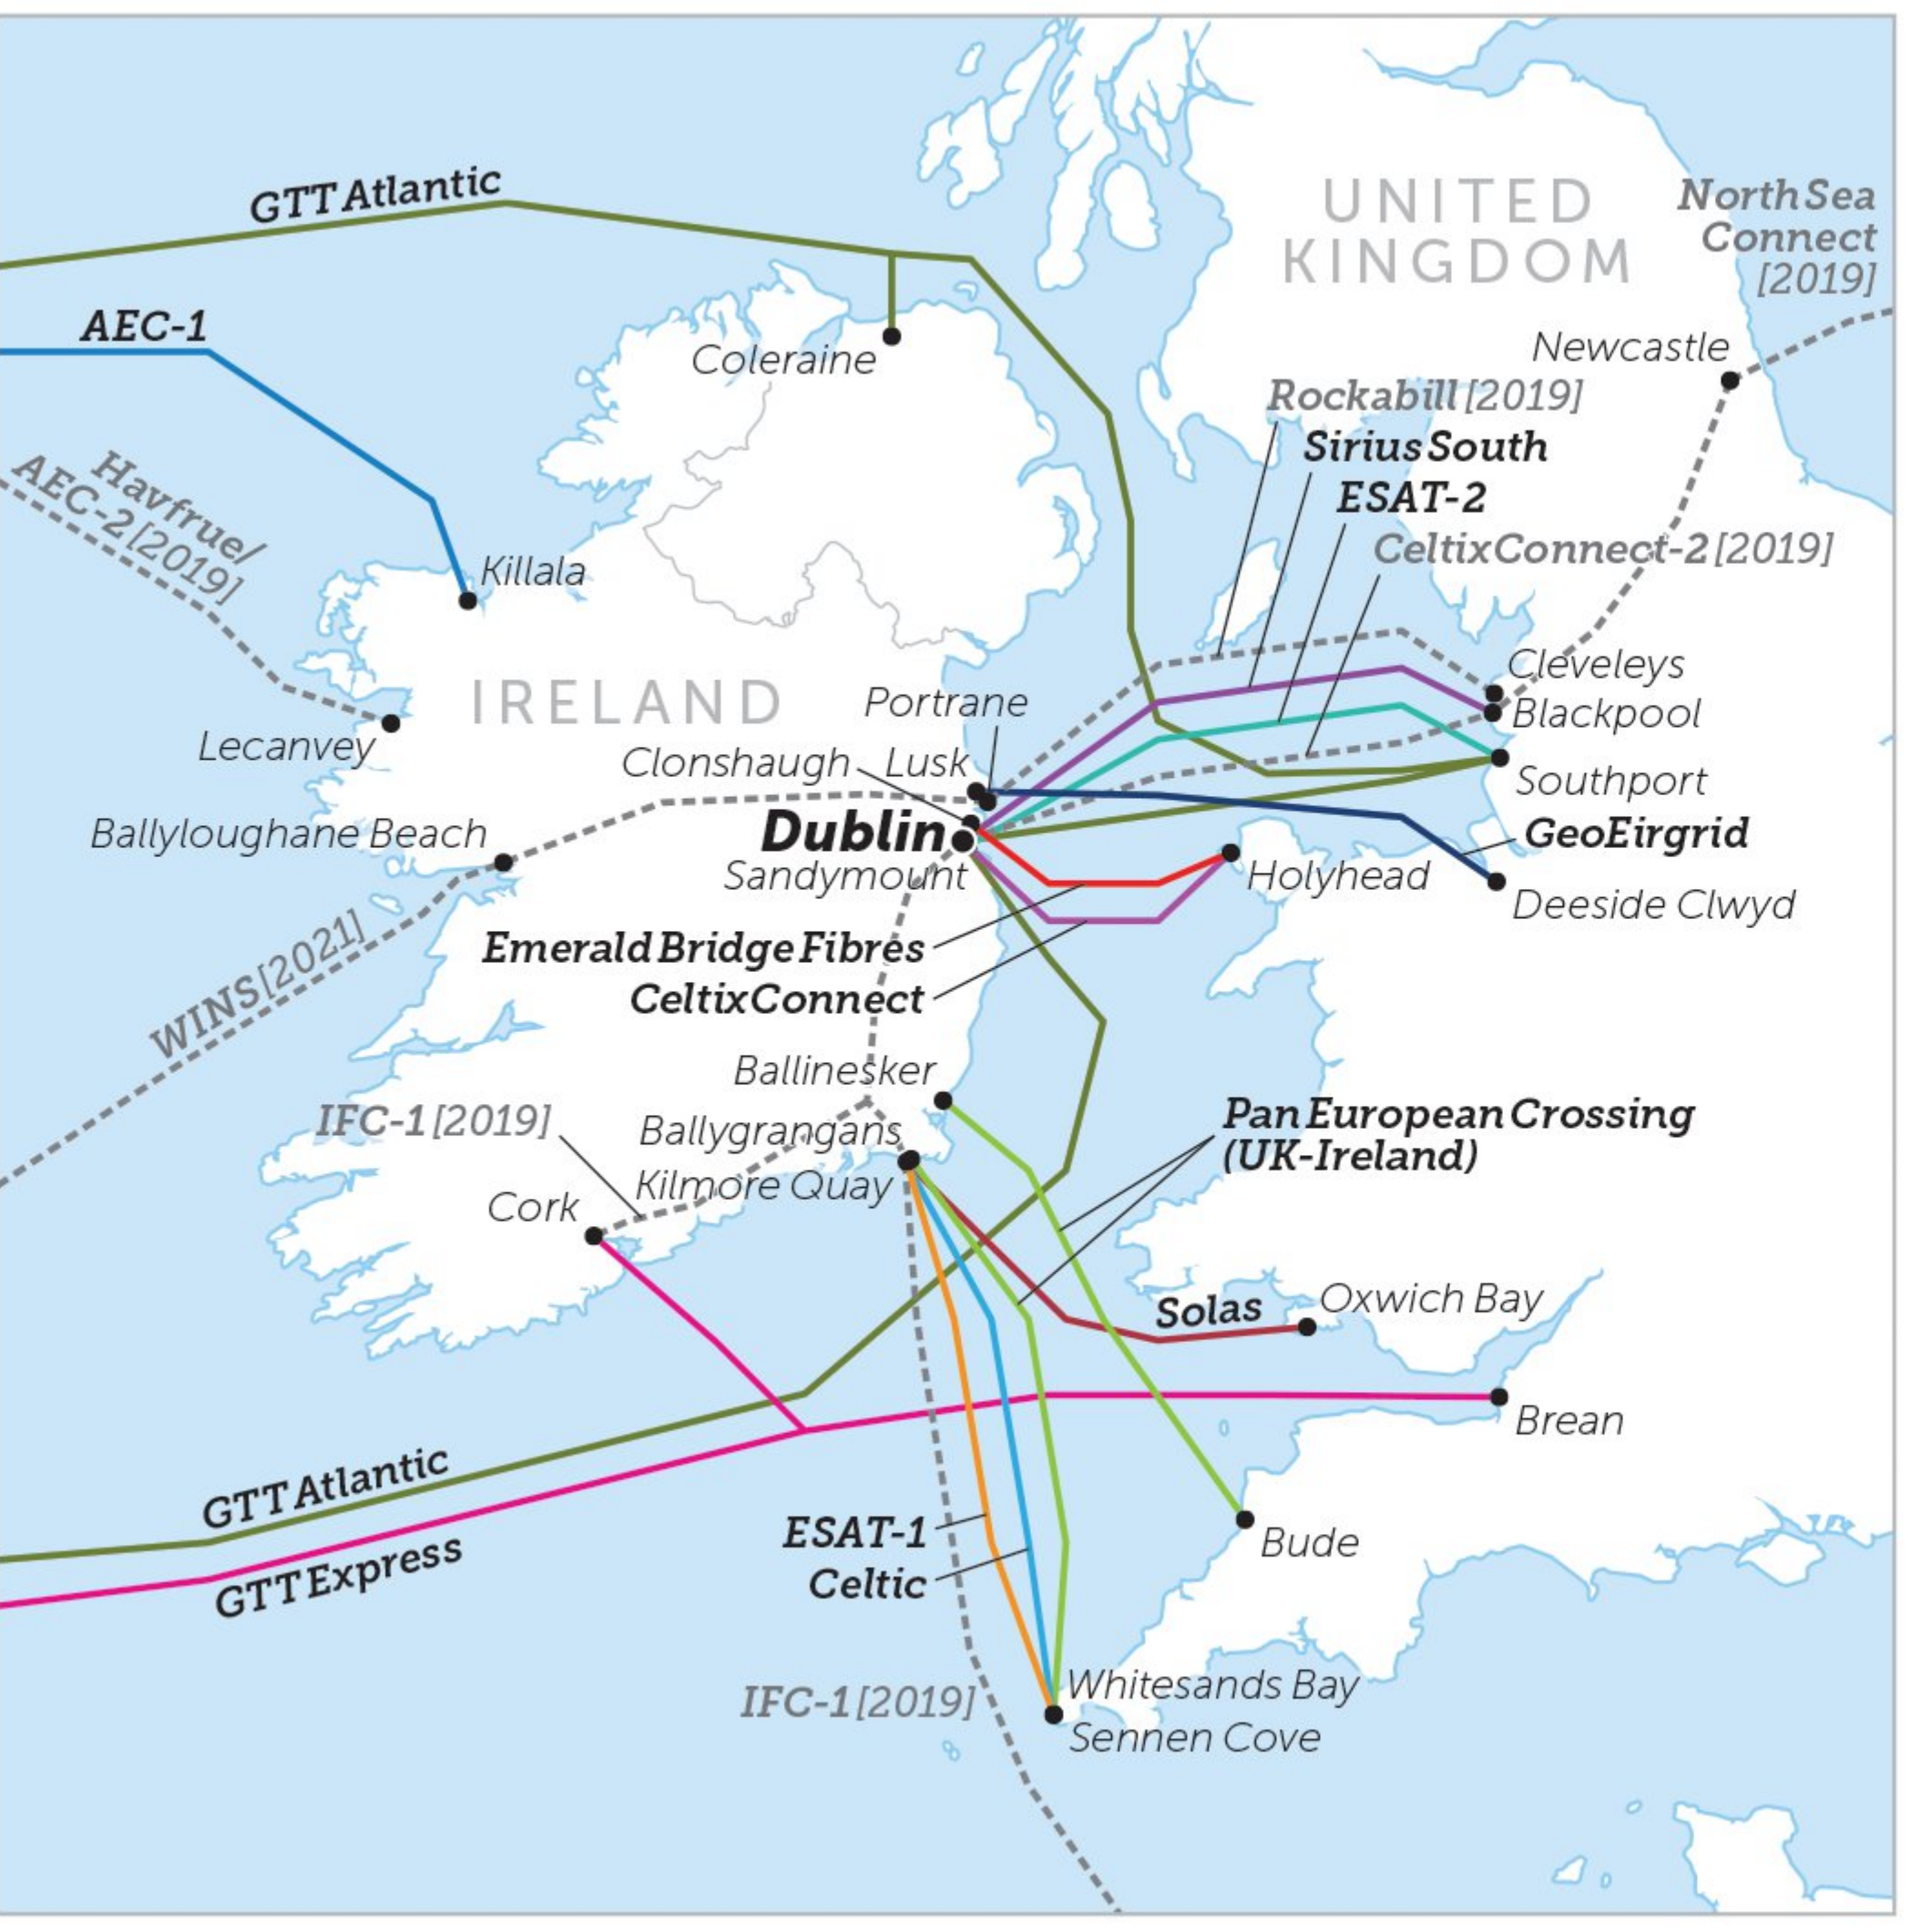 GTT Atlantic
UNITED
KINGDOM
North Sea
Connect
[2019]
AEC-1
Coleraine
Newcastle
Rockabill [2019]
Sirius South
ESAT-2
CeltixConnect-2 [2019]
Havfrue/
AEC-2 [2019]
Killala
Cleveleys
IRELAND
Portrane
Blackpool
Lecanvey
Clonshaugh
Lusk
Southport
Ballyloughane Beach
Dublin
GeoEirgrid
Sandymount
Holyhead
Deeside Clwyd
WINS [2021]
Emerald Bridge Fibres
CeltixConnect
Ballinesker
IFC-1 [2019]
Ballygrangans
Pan European Crossing
(UK-Ireland)
Kilmore Quay
Cork
Solas
Oxwich Bay
Brean
GTT Atlantic
GTT Express
ESAT-1
Celtic
Bude
IFC-1 [2019]
Whitesands Bay
Sennen Cove